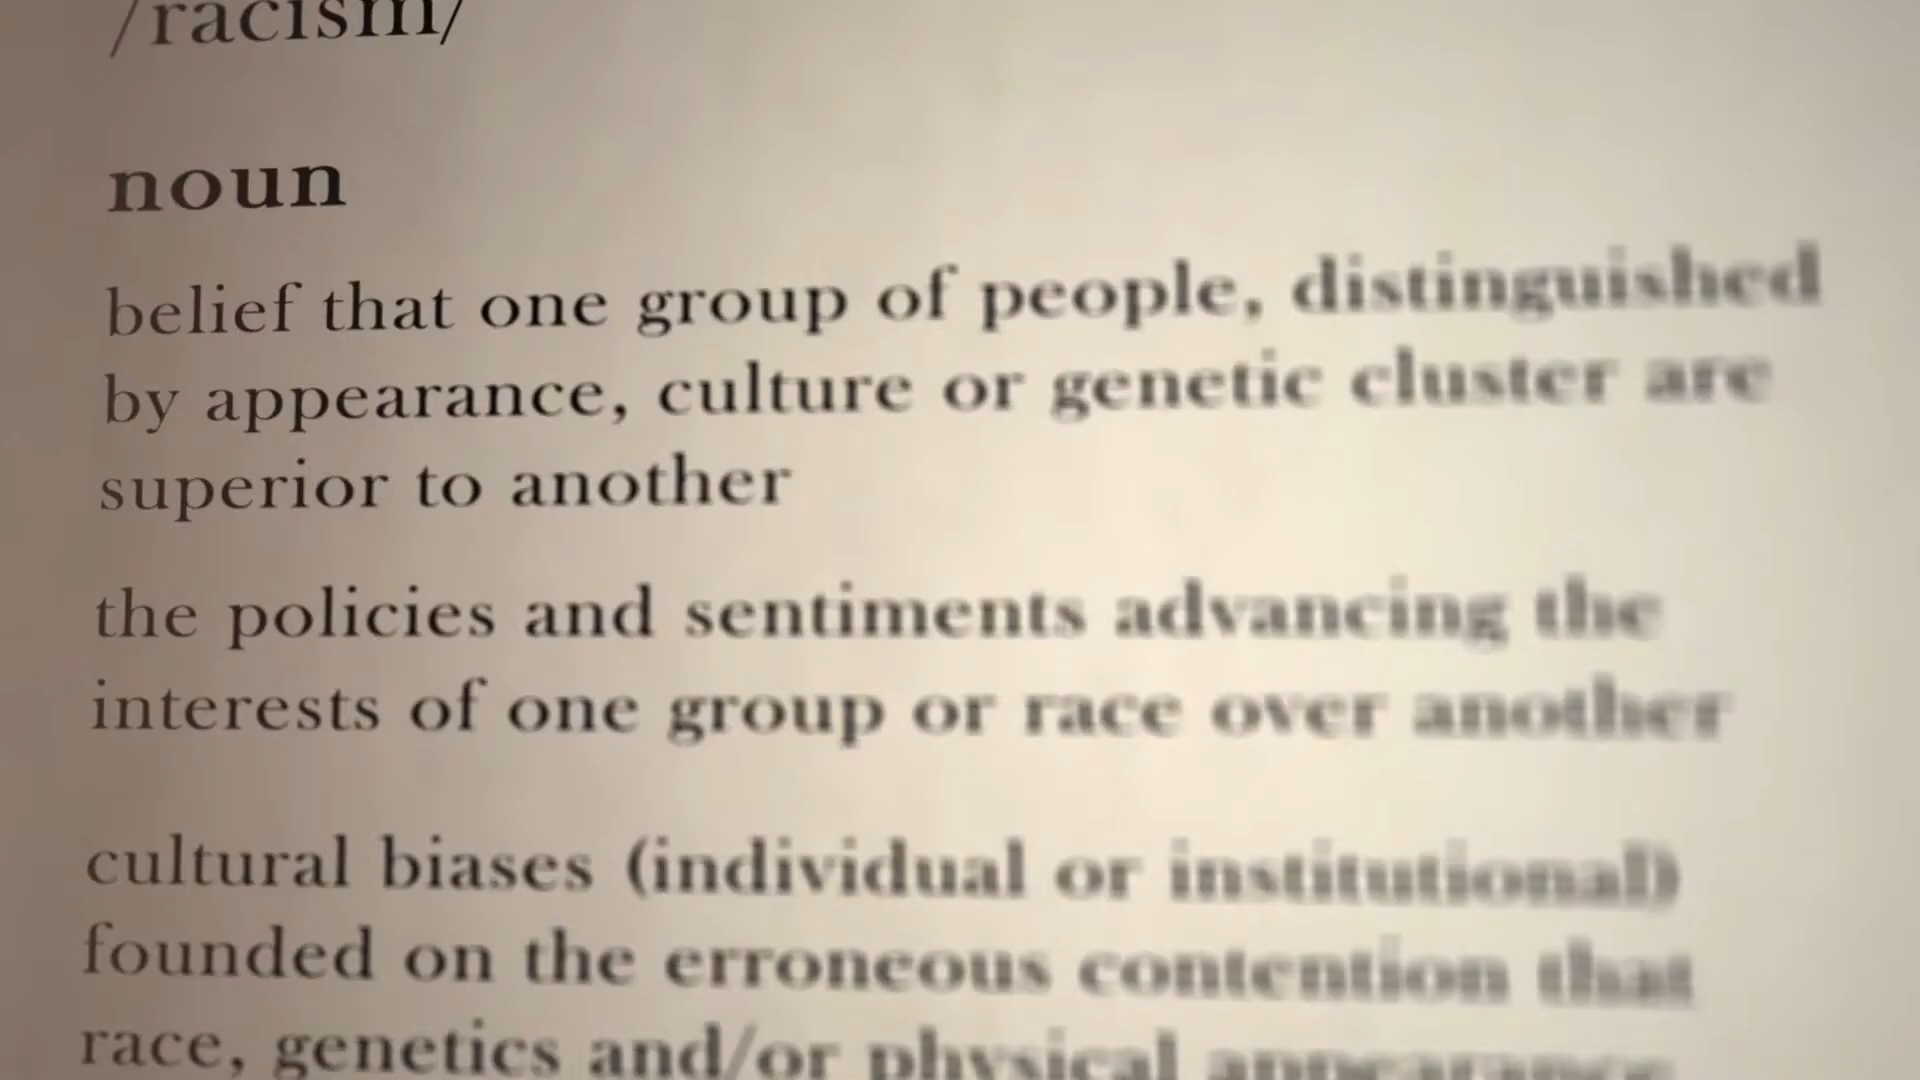 /racism/
noun
belief that one group of people, distinguished
by appearance, culture or genetic cluster are
superior to another
the policies and sentiments advancing the
interests of one group or race over another
cultural biases (individual or institutional)
founded on the erroneous contention that
race, genetics and/or physical appearance